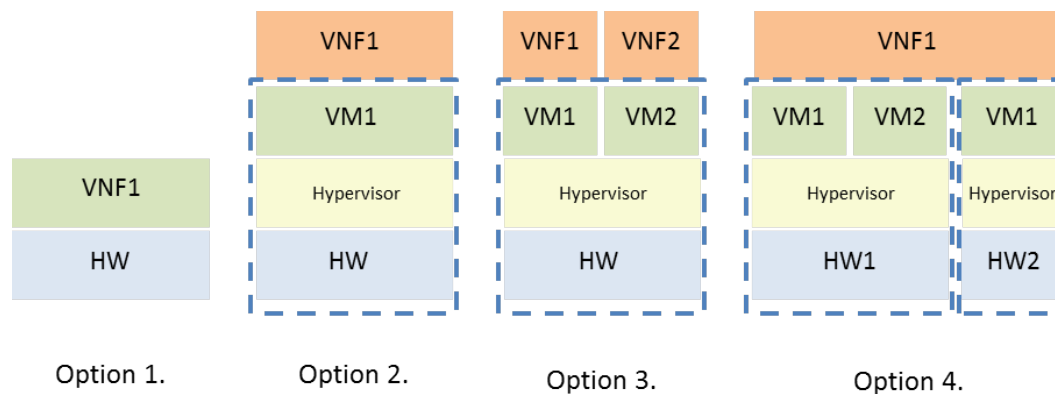 VNF1
VNF1
VNF2
VNF1
VM1
VM1
VM2
VM1
VM2
VM1
VNF1
Hypervisor
Hypervisor
Hypervisor
Hypervisor
HW
HW
HW
HW1
HW2
Option 1.
Option 2.
Option 3.
Option 4.